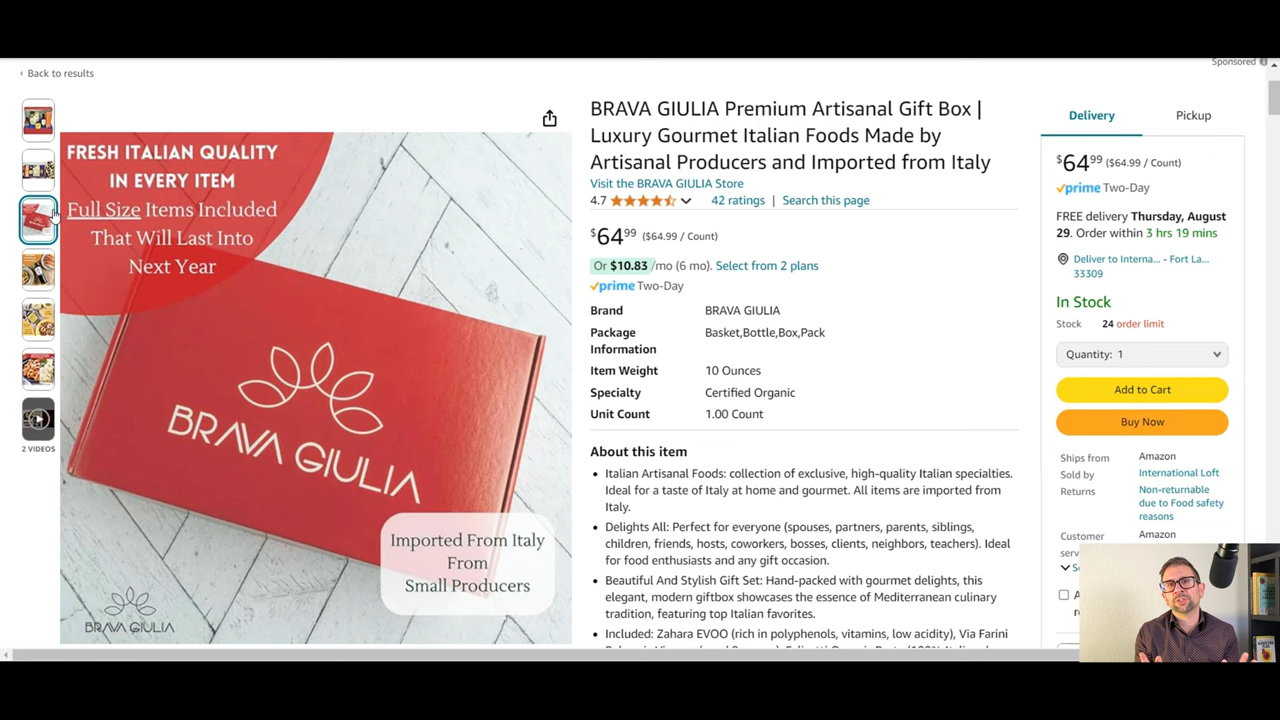 Sponsored
‹ Back to results
2 VIDEOS
FRESH ITALIAN QUALITY
IN EVERY ITEM
Full Size Items Included
That Will Last Into
Next Year
BRAVA GIULIA
Imported From Italy
From
Small Producers
BRAVA GIULIA
BRAVA GIULIA Premium Artisanal Gift Box |
Luxury Gourmet Italian Foods Made by
Artisanal Producers and Imported from Italy
Visit the BRAVA GIULIA Store
4.7 42 ratings | Search this page
$64.99 ($64.99 / Count)
Or $10.83 /mo (6 mo). Select from 2 plans
prime Two-Day
Brand BRAVA GIULIA
Package Basket,Bottle,Box,Pack
Information
Item Weight 10 Ounces
Specialty Certified Organic
Unit Count 1.00 Count
About this item
• Italian Artisanal Foods: collection of exclusive, high-quality Italian specialties.
Ideal for a taste of Italy at home and gourmet. All items are imported from
Italy.
• Delights All: Perfect for everyone (spouses, partners, parents, siblings,
children, friends, hosts, coworkers, bosses, clients, neighbors, teachers). Ideal
for food enthusiasts and any gift occasion.
• Beautiful And Stylish Gift Set: Hand-packed with gourmet delights, this
elegant, modern giftbox showcases the essence of Mediterranean culinary
tradition, featuring top Italian favorites.
• Included: Zahara EVOO (rich in polyphenols, vitamins, low acidity), Via Farini
Delivery Pickup
$64.99 ($64.99 / Count)
prime Two-Day
FREE delivery Thursday, August
29. Order within 3 hrs 19 mins
Deliver to Interna... - Fort La...
33309
In Stock
Stock 24 order limit
Quantity: 1
Add to Cart
Buy Now
Ships from Amazon
Sold by International Loft
Returns Non-returnable
due to Food safety
reasons
Customer Amazon